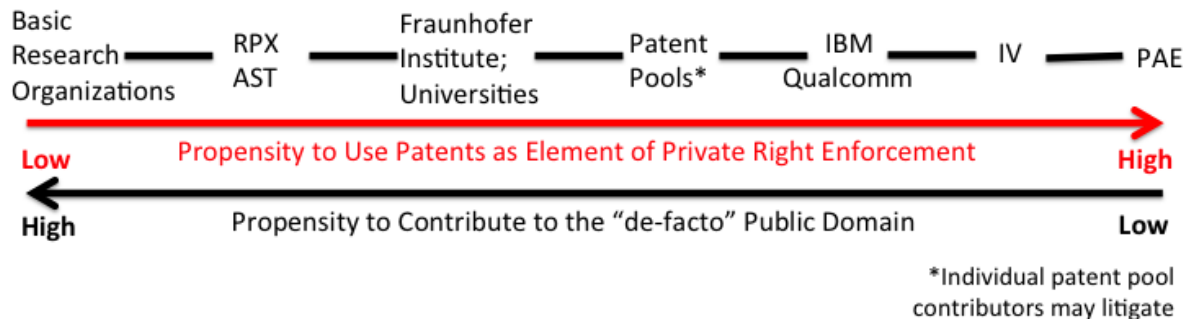 Basic
Research
Organizations
RPX
AST
Fraunhofer
Institute;
Universities
Patent
Pools*
IBM
Qualcomm
IV
PAE
Low
Propensity to Use Patents as Element of Private Right Enforcement
High
High
Propensity to Contribute to the “de-facto” Public Domain
Low
*Individual patent pool
contributors may litigate